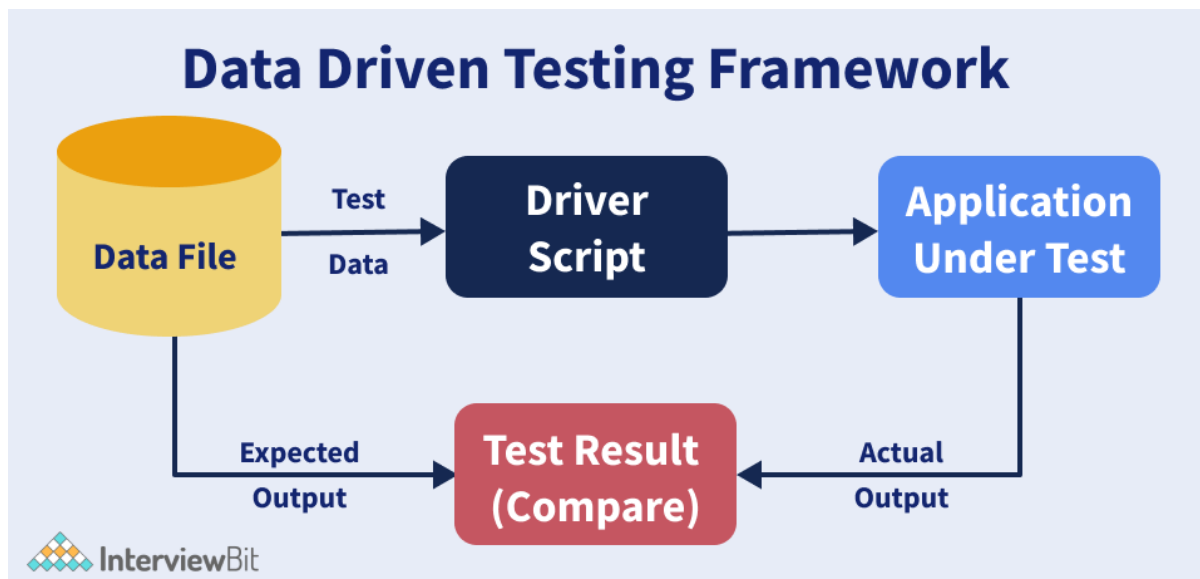 Data Driven Testing Framework
Data File
Test
Data
Driver
Script
Application
Under Test
Expected
Output
Test Result
(Compare)
Actual
Output
InterviewBit